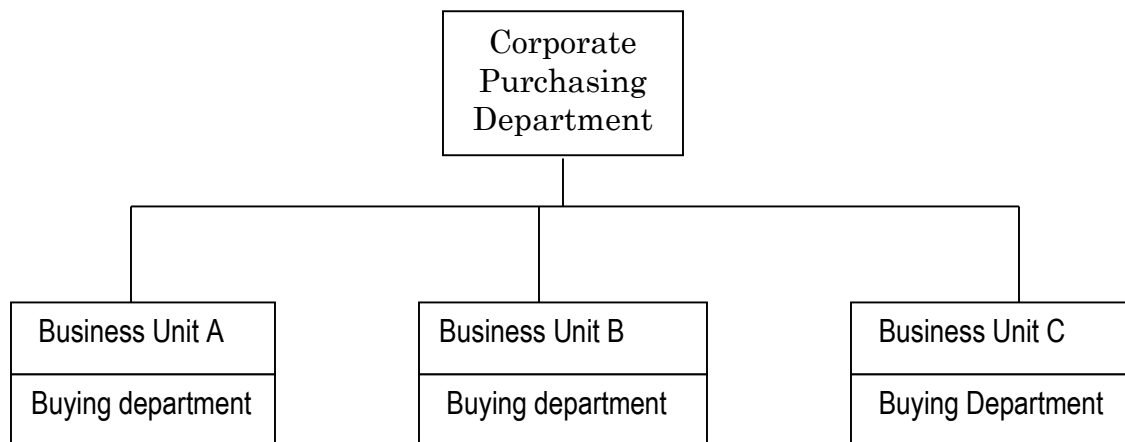 Corporate
Purchasing
Department
Business Unit A
Business Unit B
Business Unit C
Buying department
Buying department
Buying Department